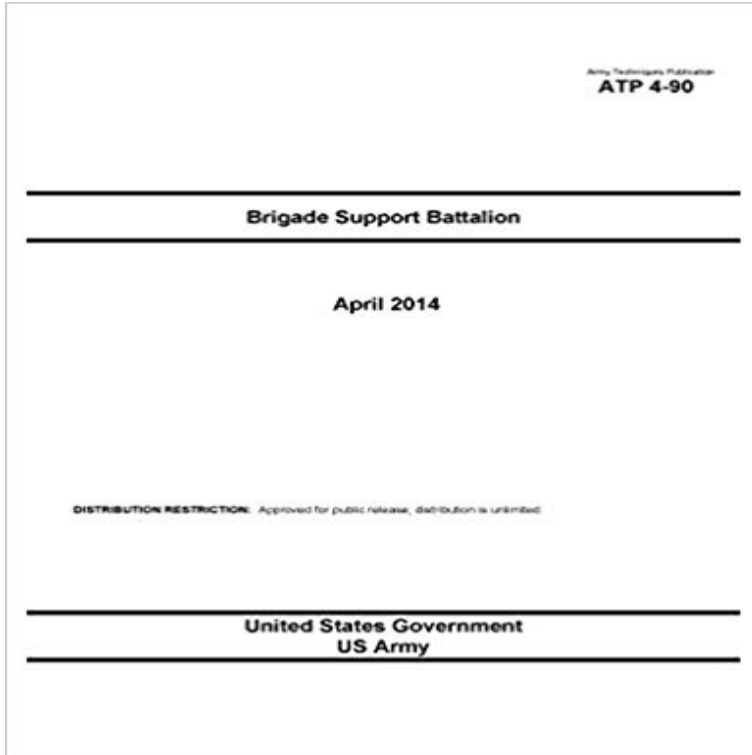 Army Techniques Publication
ATP 4-90
Brigade Support Battalion
April 2014
DISTRIBUTION RESTRICTION: Approved for public release; distribution is unlimited
United States Government
US Army